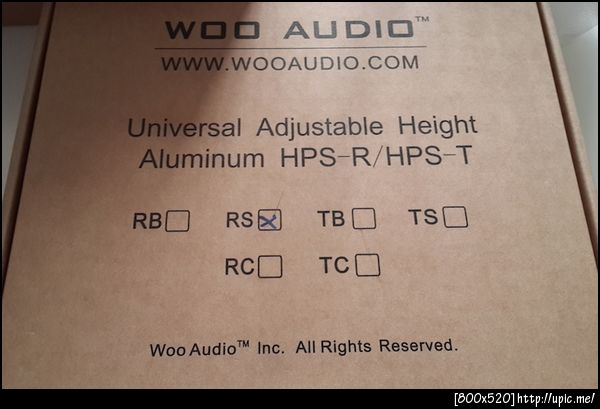 WOO AUDIO™
WWW.WOOAUDIO.COM
Universal Adjustable Height
Aluminum HPS-R/HPS-T
RB RS TB TS
RC TC
Woo Audio™ Inc. All Rights Reserved.
[800x520]http://upic.me/